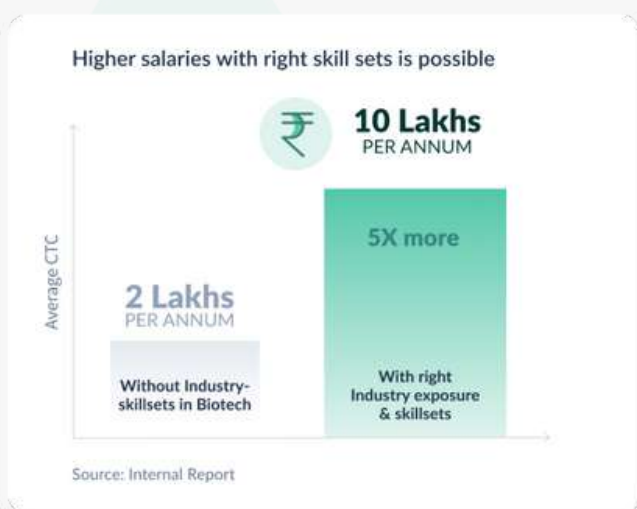 Higher salaries with right skill sets is possible
₹
10 Lakhs
PER ANNUM
Average CTC
5X more
2 Lakhs
PER ANNUM
Without Industry-
skillsets in Biotech
With right
Industry exposure
& skillsets
Source: Internal Report